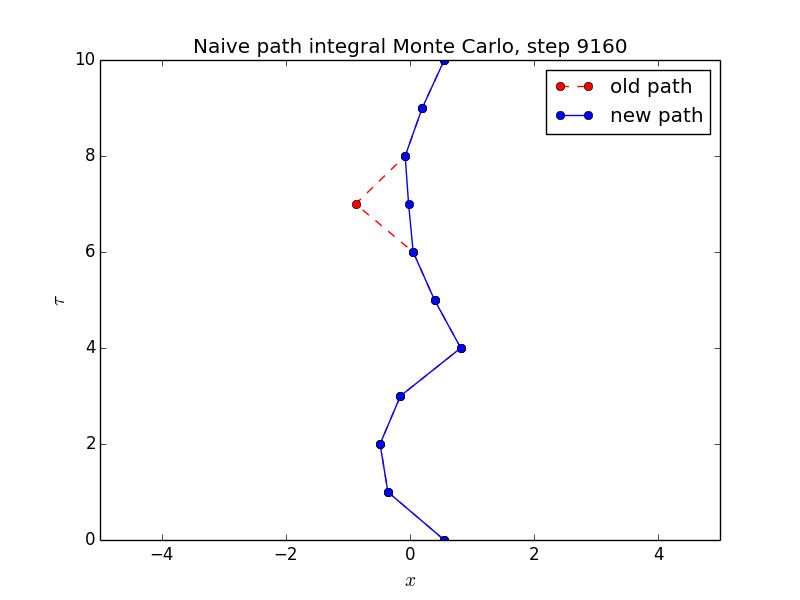 Naive path integral Monte Carlo, step 9160
old path
new path
10
8
6
4
2
0
τ
−4 −2 0 2 4
x